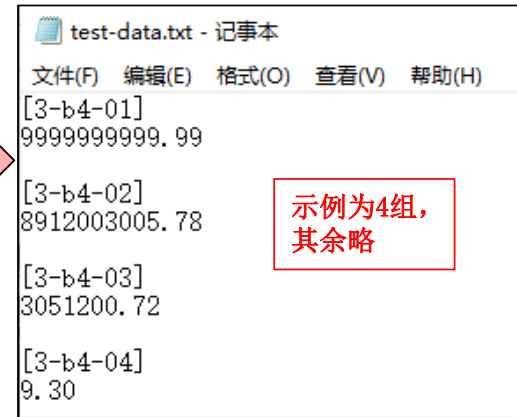 test-data.txt - 记事本
文件(F) 编辑(E) 格式(O) 查看(V) 帮助(H)
[3-b4-01]
9999999999.99
[3-b4-02]
8912003005.78
示例为4组，
其余略
[3-b4-03]
3051200.72
[3-b4-04]
9.30